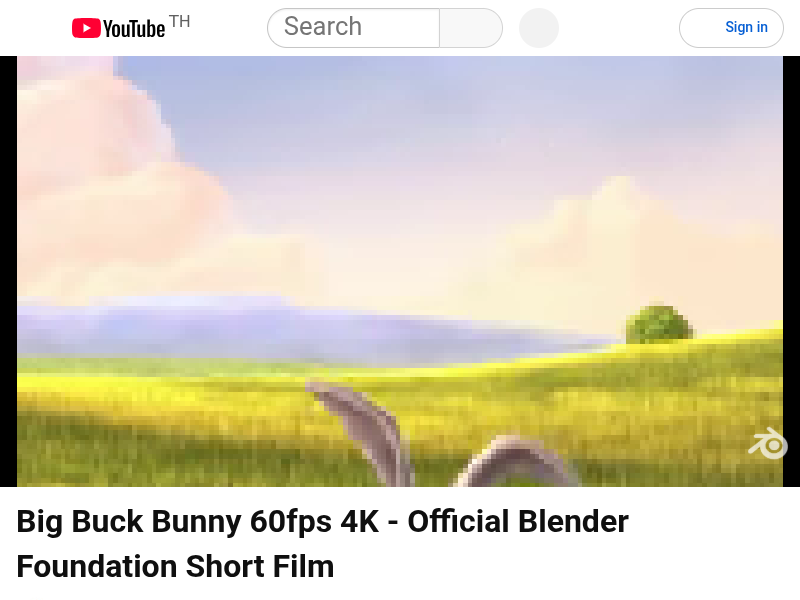 YouTube TH
Search
Sign in
Big Buck Bunny 60fps 4K - Official Blender
Foundation Short Film